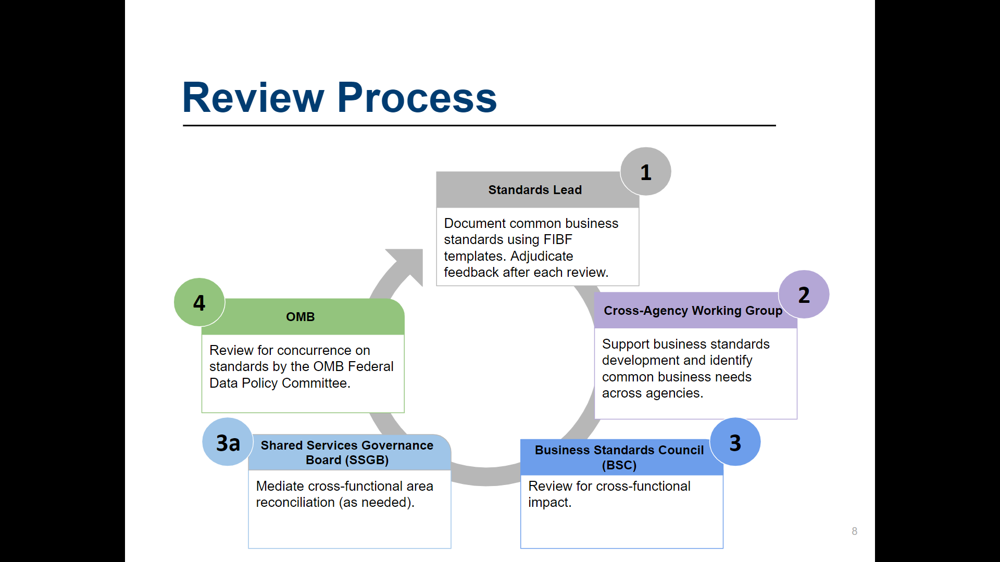 Review Process
1
Standards Lead
Document common business
standards using FIBF
templates. Adjudicate
feedback after each review.
2
Cross-Agency Working Group
Support business standards
development and identify
common business needs
across agencies.
3
Business Standards Council
(BSC)
Review for cross-functional
impact.
3a
Shared Services Governance
Board (SSGB)
Mediate cross-functional area
reconciliation (as needed).
4
OMB
Review for concurrence on
standards by the OMB Federal
Data Policy Committee.
8